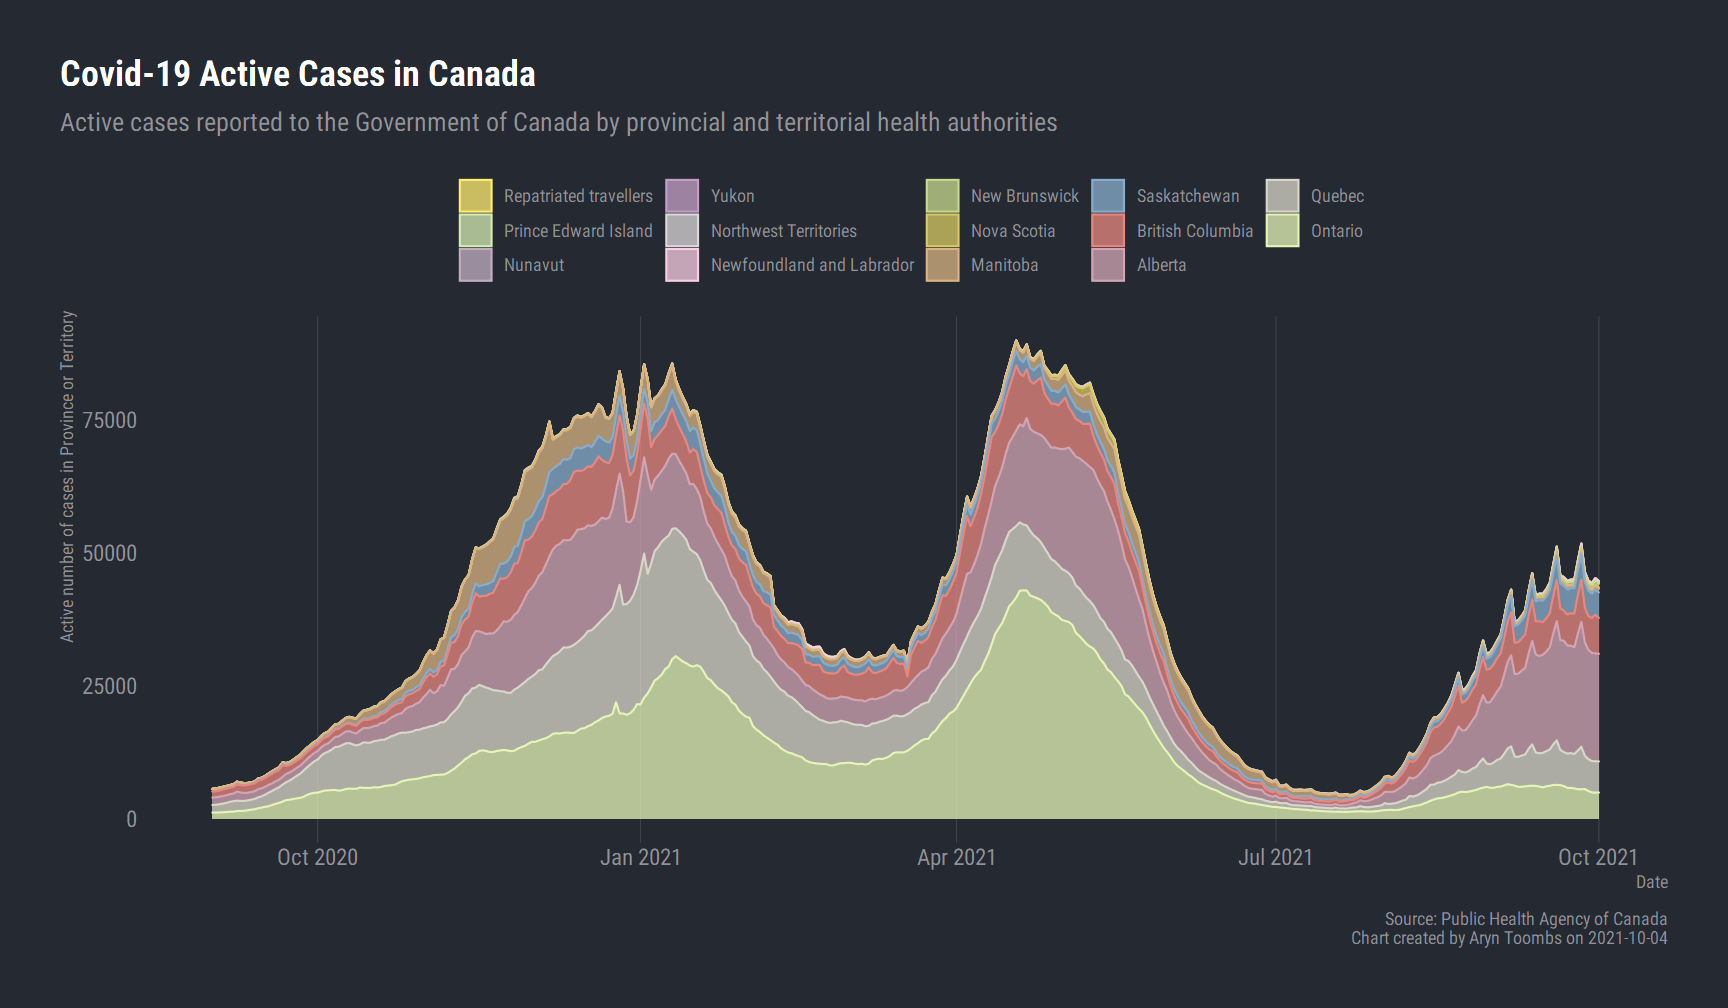 Covid-19 Active Cases in Canada
Active cases reported to the Government of Canada by provincial and territorial health authorities
Repatriated travellers Yukon New Brunswick Saskatchewan Quebec
Prince Edward Island Northwest Territories Nova Scotia British Columbia Ontario
Nunavut Newfoundland and Labrador Manitoba Alberta
Active number of cases in Province or Territory
75000
50000
25000
0
Oct 2020 Jan 2021 Apr 2021 Jul 2021 Oct 2021
Date
Source: Public Health Agency of Canada
Chart created by Aryn Toombs on 2021-10-04